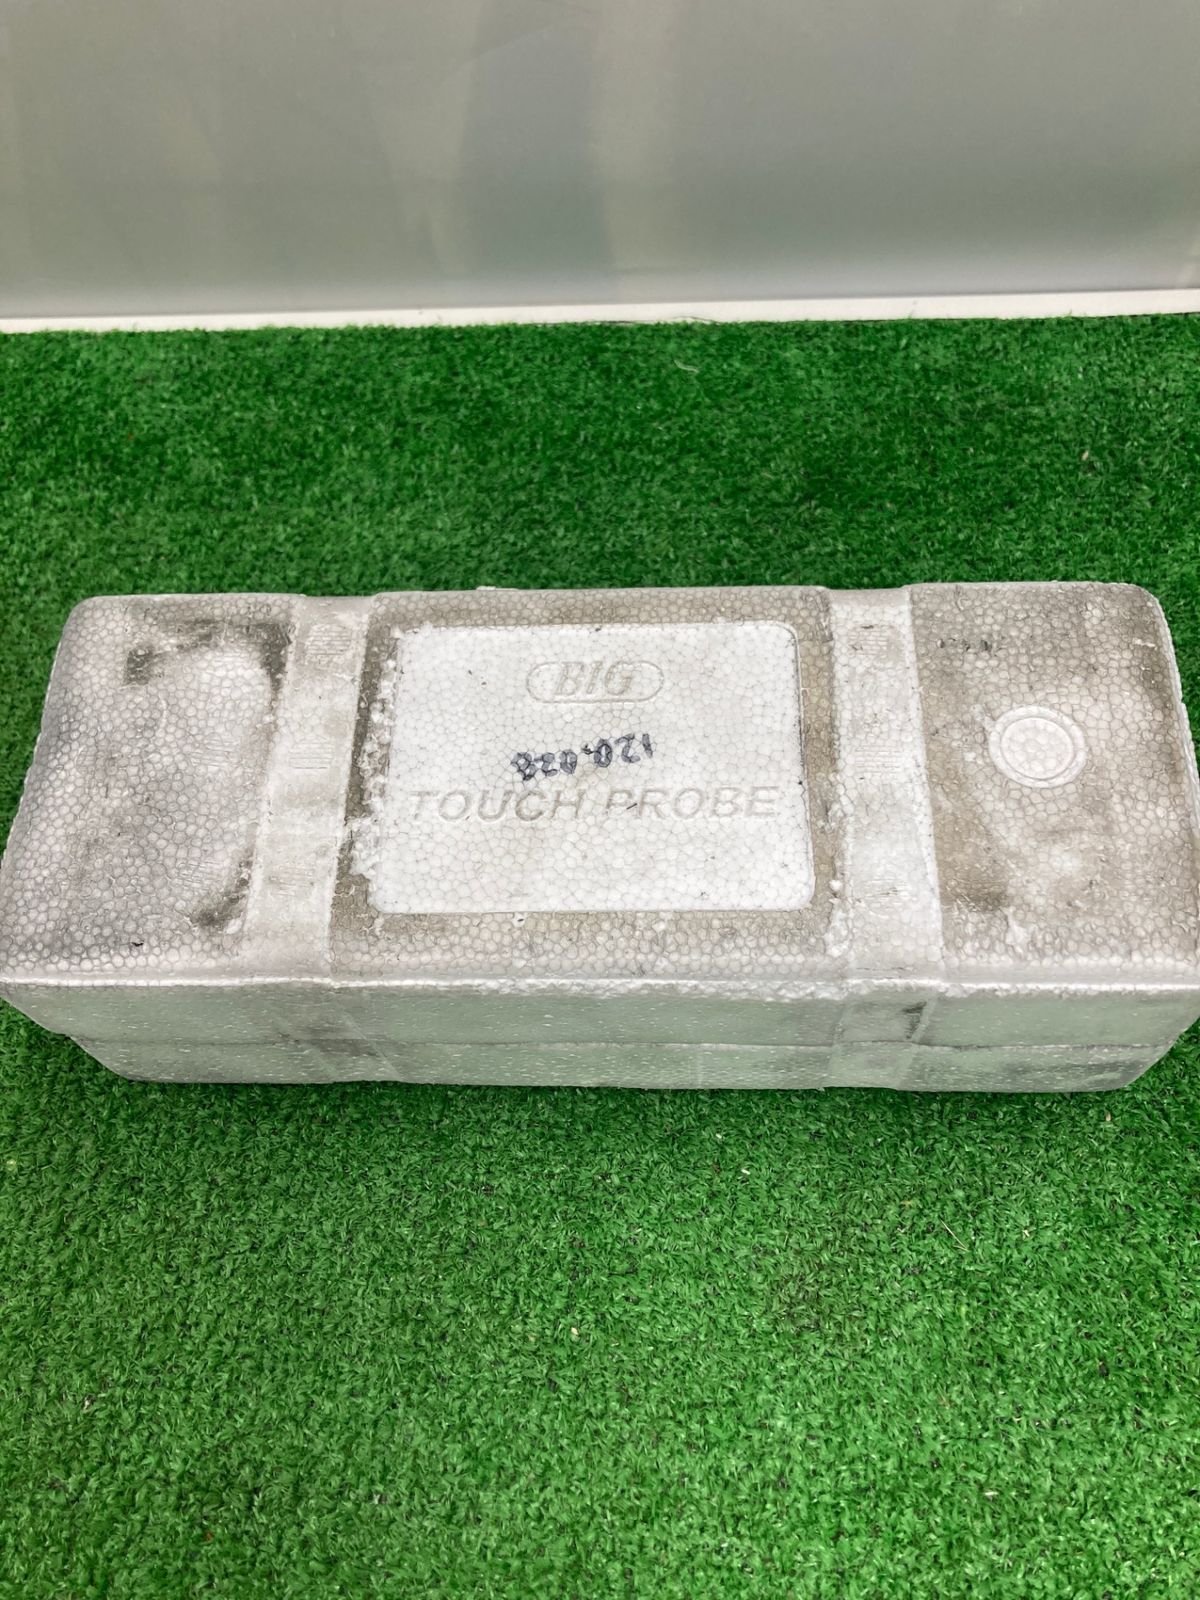 BIG
120.028
TOUCH PROBE